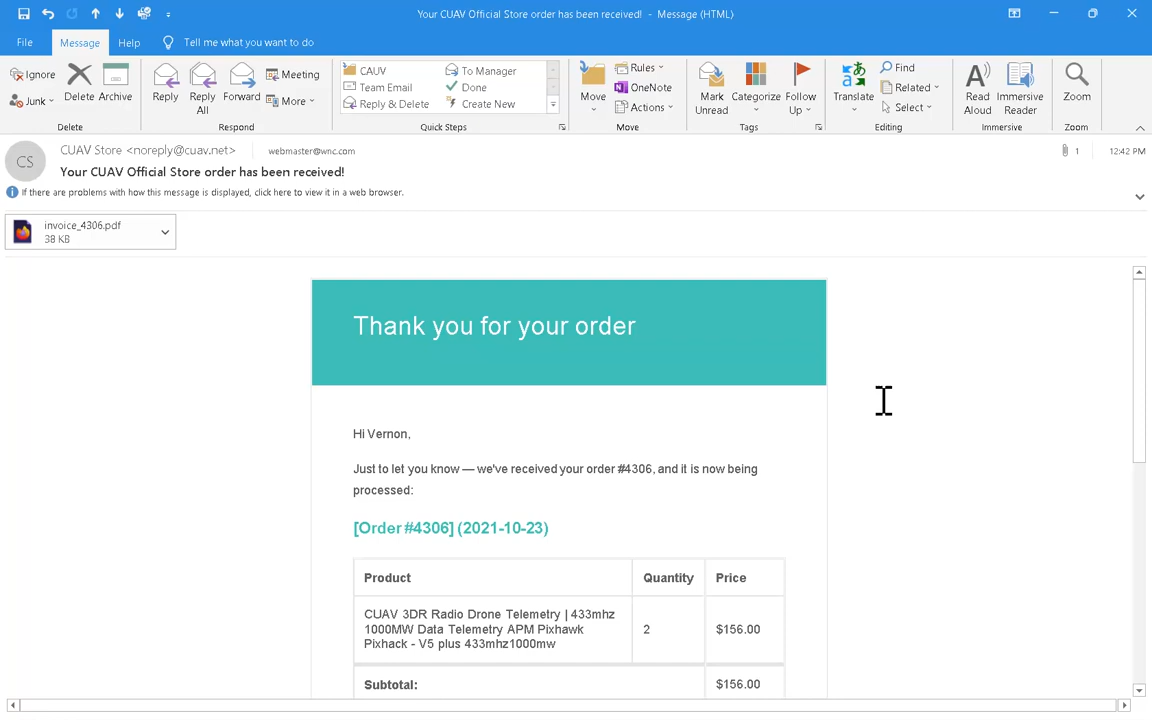 Your CUAV Official Store order has been received! - Message (HTML)
File Message Help Tell me what you want to do
Ignore
Junk
Delete
Archive
Delete
Reply
Reply All
Forward
Meeting
More
Respond
CAUV
Team Email
Reply & Delete
To Manager
Done
Create New
Quick Steps
Move
Rules
OneNote
Actions
Move
Mark Unread
Categorize
Follow Up
Tags
Translate
Find
Related
Select
Editing
Read Aloud
Immersive Reader
Immersive
Zoom
Zoom
CS
CUAV Store <noreply@cuav.net> webmaster@wnc.com
1 12:42 PM
Your CUAV Official Store order has been received!
If there are problems with how this message is displayed, click here to view it in a web browser.
invoice_4306.pdf
38 KB
Thank you for your order
Hi Vernon,
Just to let you know — we've received your order #4306, and it is now being
processed:
[Order #4306] (2021-10-23)
Product Quantity Price
CUAV 3DR Radio Drone Telemetry | 433mhz
1000MW Data Telemetry APM Pixhawk
Pixhack - V5 plus 433mhz1000mw
2 $156.00
Subtotal: $156.00